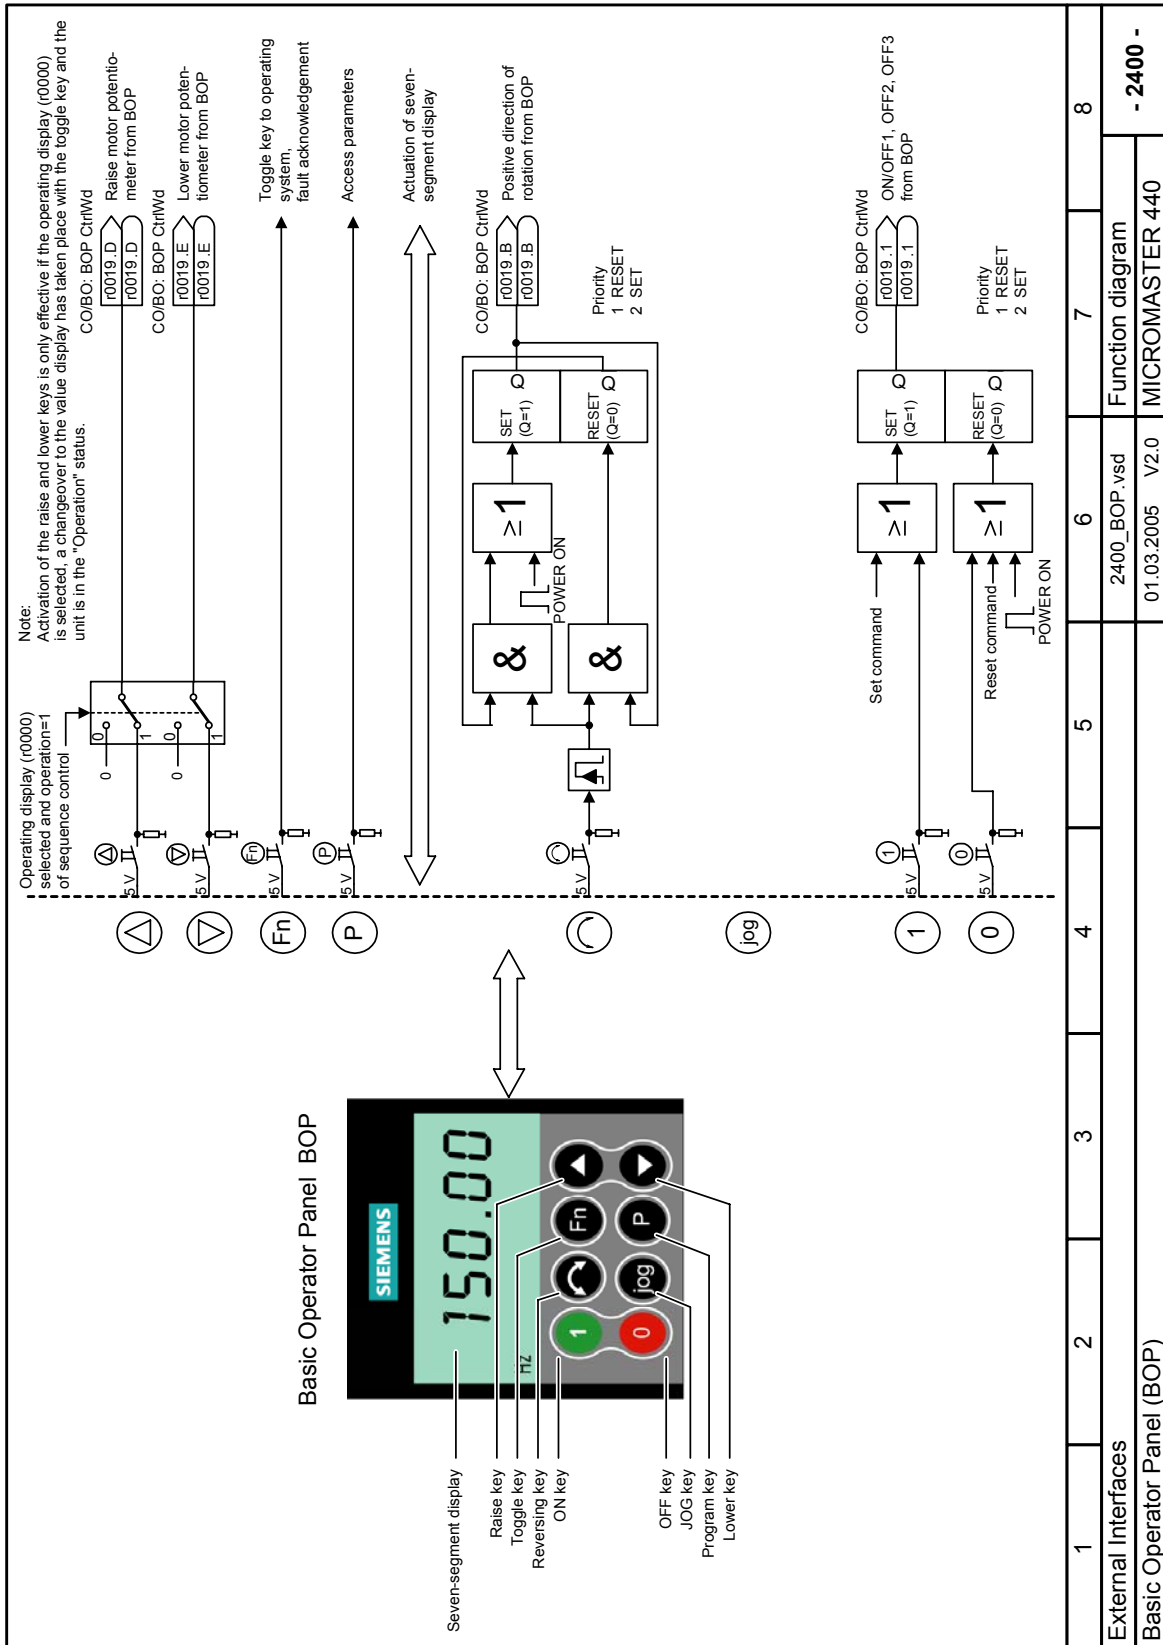 Note:
Activation of the raise and lower keys is only effective if the operating display (r0000)
is selected, a changeover to the value display has taken place with the toggle key and the
unit is in the "Operation" status.
Operating display (r0000)
selected and operation=1
of sequence control
Basic Operator Panel BOP
SIEMENS
150.00
Hz
1
0
jog
Fn
P
Seven-segment display
Raise key
Toggle key
Reversing key
ON key
OFF key
JOG key
Program key
Lower key
5 V
0
0
1
CO/BO: BOP CtrlWd
r0019 .D
r0019 .D
Raise motor potentio-
meter from BOP
5 V
0
0
1
CO/BO: BOP CtrlWd
r0019 .E
r0019 .E
Lower motor poten-
tiometer from BOP
Fn
5 V
Fn
Toggle key to operating
system,
fault acknowledgement
P
5 V
P
Access parameters
Actuation of seven-
segment display
5 V
&
&
≥1
POWER ON
SET
(Q=1)
Q
RESET
(Q=0)
Q
CO/BO: BOP CtrlWd
r0019 .B
r0019 .B
Positive direction of
rotation from BOP
Priority
1 RESET
2 SET
jog
1
5 V
1
Set command
≥1
SET
(Q=1)
Q
CO/BO: BOP CtrlWd
r0019 .1
r0019 .1
ON/OFF1, OFF2, OFF3
from BOP
0
5 V
0
Reset command
POWER ON
≥1
RESET
(Q=0)
Q
Priority
1 RESET
2 SET
1 2 3 4 5 6 7 8
External Interfaces 2400_BOP.vsd Function diagram - 2400 -
Basic Operator Panel (BOP) 01.03.2005 V2.0 MICROMASTER 440